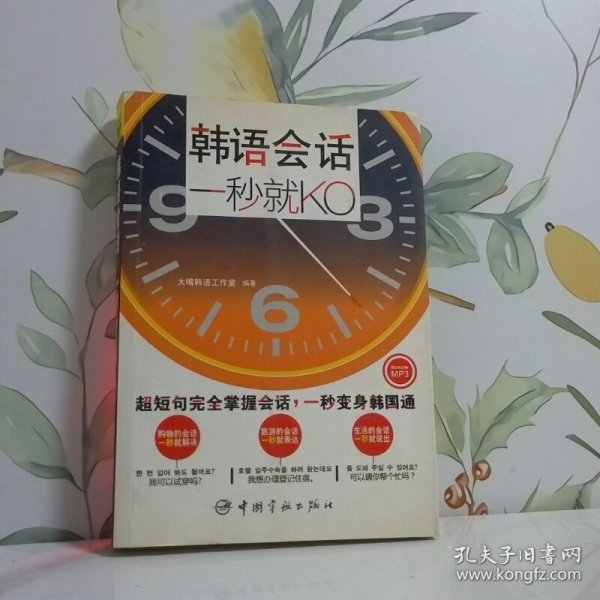 韩语会话
一秒就KO
9
3
6
大嘴韩语工作室 编著
MP3
超短句完全掌握会话，一秒变身韩国通
购物的会话
一秒就解决
旅游的会话
一秒就表达
生活的会话
一秒就说出
한 번 입어 봐도 될까요?
我可以试穿吗？
호텔 입주수속을 하려 왔는데요
我想办理登记住宿。
좀 도와 주실 수 있어요?
可以请你帮个忙吗？
中国宇航出版社
孔夫子旧书网
www.kongfz.com